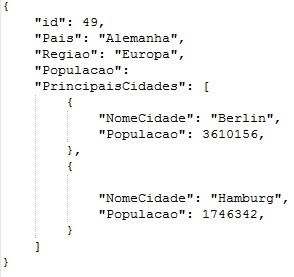 {
"id": 49,
"Pais": "Alemanha",
"Regiao": "Europa",
"Populacao":
"PrincipaisCidades": [
{
"NomeCidade": "Berlin",
"Populacao": 3610156,
},
{
"NomeCidade": "Hamburg",
"Populacao": 1746342,
}
]
}